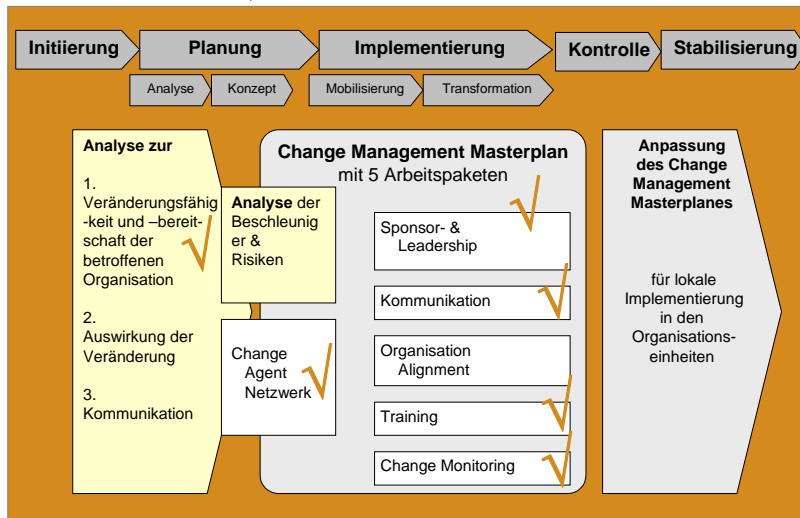 Initiierung
Planung
Implementierung
Kontrolle
Stabilisierung
Analyse
Konzept
Mobilisierung
Transformation
Analyse zur
1.
Veränderungsfähig
-keit und –bereit-
schaft der
betroffenen
Organisation
2.
Auswirkung der
Veränderung
3.
Kommunikation
Analyse der
Beschleunig
er &
Risiken
Change
Agent
Netzwerk
Change Management Masterplan
mit 5 Arbeitspaketen
Sponsor- &
Leadership
Kommunikation
Organisation
Alignment
Training
Change Monitoring
Anpassung
des Change
Management
Masterplanes
für lokale
Implementierung
in den
Organisations-
einheiten